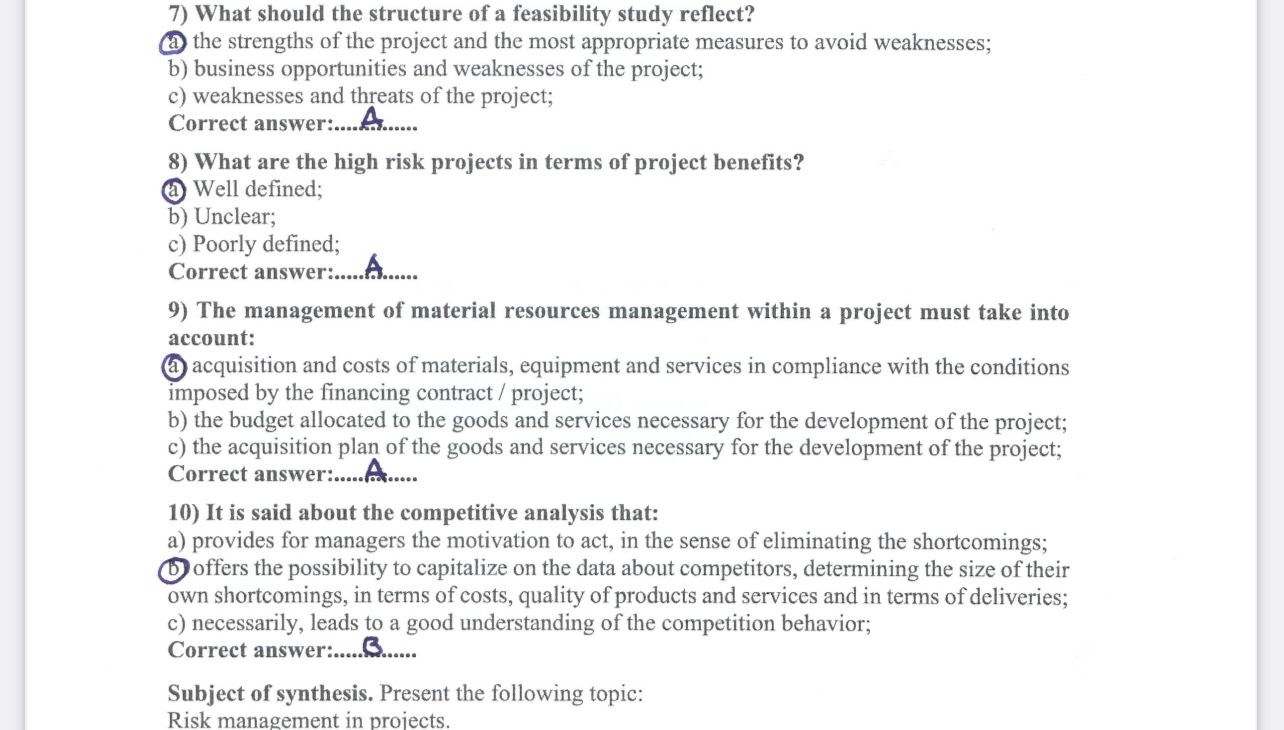 7) What should the structure of a feasibility study reflect?
a) the strengths of the project and the most appropriate measures to avoid weaknesses;
b) business opportunities and weaknesses of the project;
c) weaknesses and threats of the project;
Correct answer:....A......
8) What are the high risk projects in terms of project benefits?
a) Well defined;
b) Unclear;
c) Poorly defined;
Correct answer:.....A......
9) The management of material resources management within a project must take into
account:
a) acquisition and costs of materials, equipment and services in compliance with the conditions
imposed by the financing contract / project;
b) the budget allocated to the goods and services necessary for the development of the project;
c) the acquisition plan of the goods and services necessary for the development of the project;
Correct answer:.....A......
10) It is said about the competitive analysis that:
a) provides for managers the motivation to act, in the sense of eliminating the shortcomings;
b) offers the possibility to capitalize on the data about competitors, determining the size of their
own shortcomings, in terms of costs, quality of products and services and in terms of deliveries;
c) necessarily, leads to a good understanding of the competition behavior;
Correct answer:.....B......
Subject of synthesis. Present the following topic:
Risk management in projects.